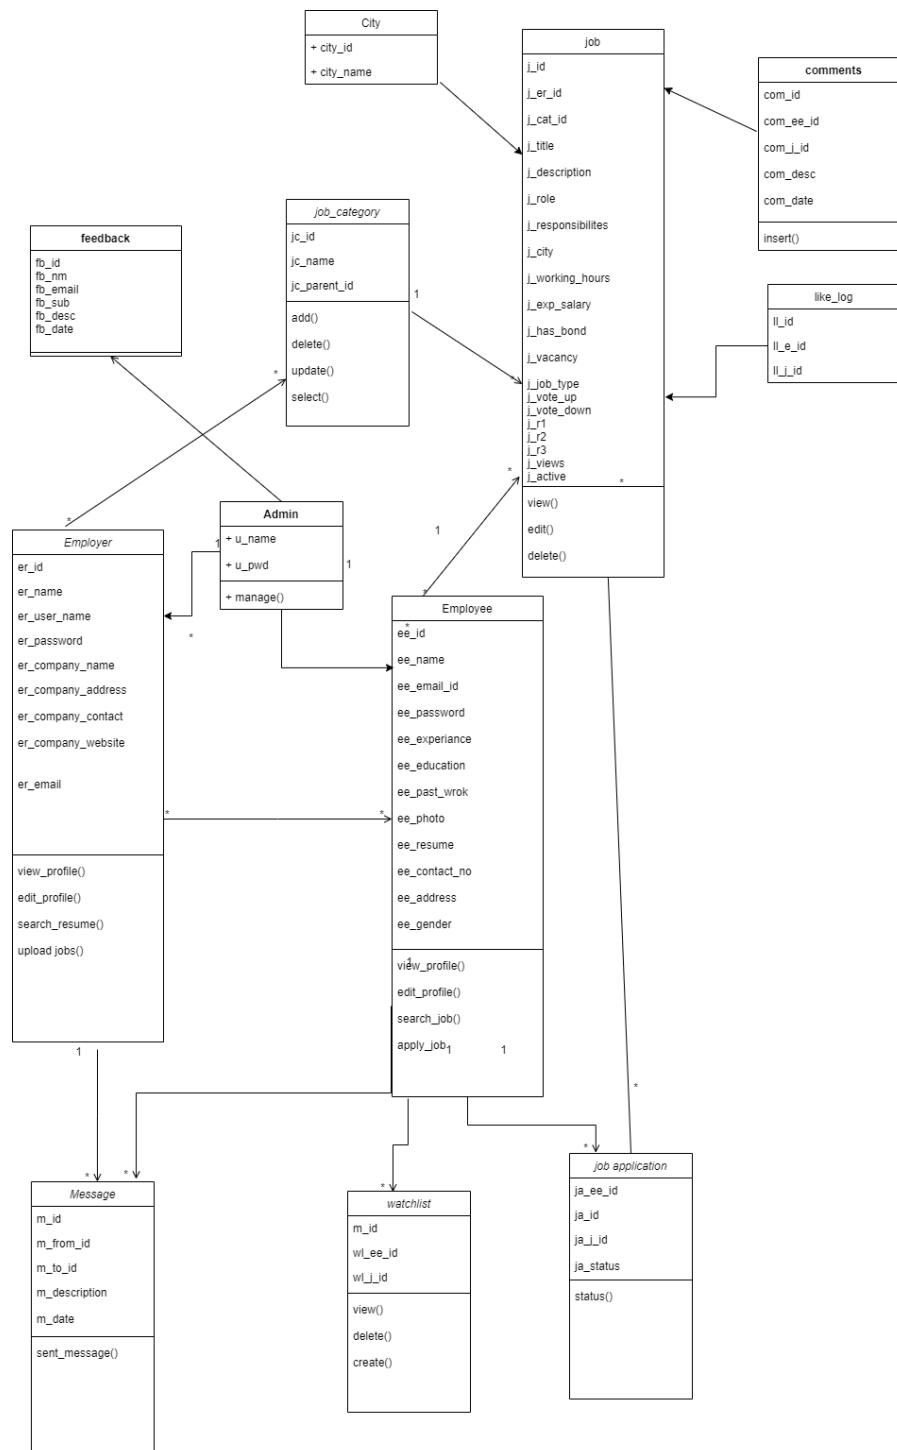 City
+ city_id
+ city_name
job
j_id
j_er_id
j_cat_id
j_title
j_description
j_role
j_responsibilites
j_city
j_working_hours
j_exp_salary
j_has_bond
j_vacancy
j_job_type
j_vote_up
j_vote_down
j_r1
j_r2
j_r3
j_views
j_active
*
view()
edit()
delete()
comments
com_id
com_ee_id
com_j_id
com_desc
com_date
insert()
like_log
ll_id
ll_e_id
ll_j_id
job_category
jc_id
jc_name
jc_parent_id
add()
delete()
update()
select()
1
*
*
feedback
fb_id
fb_nm
fb_email
fb_sub
fb_desc
fb_date
Admin
+ u_name
+ u_pwd
+ manage()
1
1
*
*
Employer
er_id
er_name
er_user_name
er_password
er_company_name
er_company_address
er_company_contact
er_company_website
er_email
view_profile()
edit_profile()
search_resume()
upload jobs()
*
*
1
*
1
*
Employee
*
ee_id
ee_name
ee_email_id
ee_password
ee_experiance
ee_education
ee_past_wrok
ee_photo
ee_resume
ee_contact_no
ee_address
ee_gender
1
view_profile()
edit_profile()
search_job()
apply_job
1
1
*
*
*
*
*
Message
m_id
m_from_id
m_to_id
m_description
m_date
sent_message()
watchlist
m_id
wl_ee_id
wl_j_id
view()
delete()
create()
job application
ja_ee_id
ja_id
ja_j_id
ja_status
status()